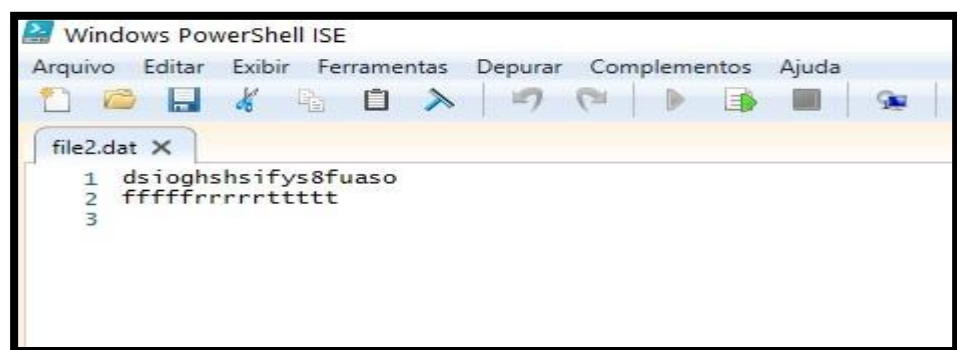 Windows PowerShell ISE
Arquivo Editar Exibir Ferramentas Depurar Complementos Ajuda
file2.dat
1 dsioghshsifys8fuaso
2 fffffrrrrrttttt
3